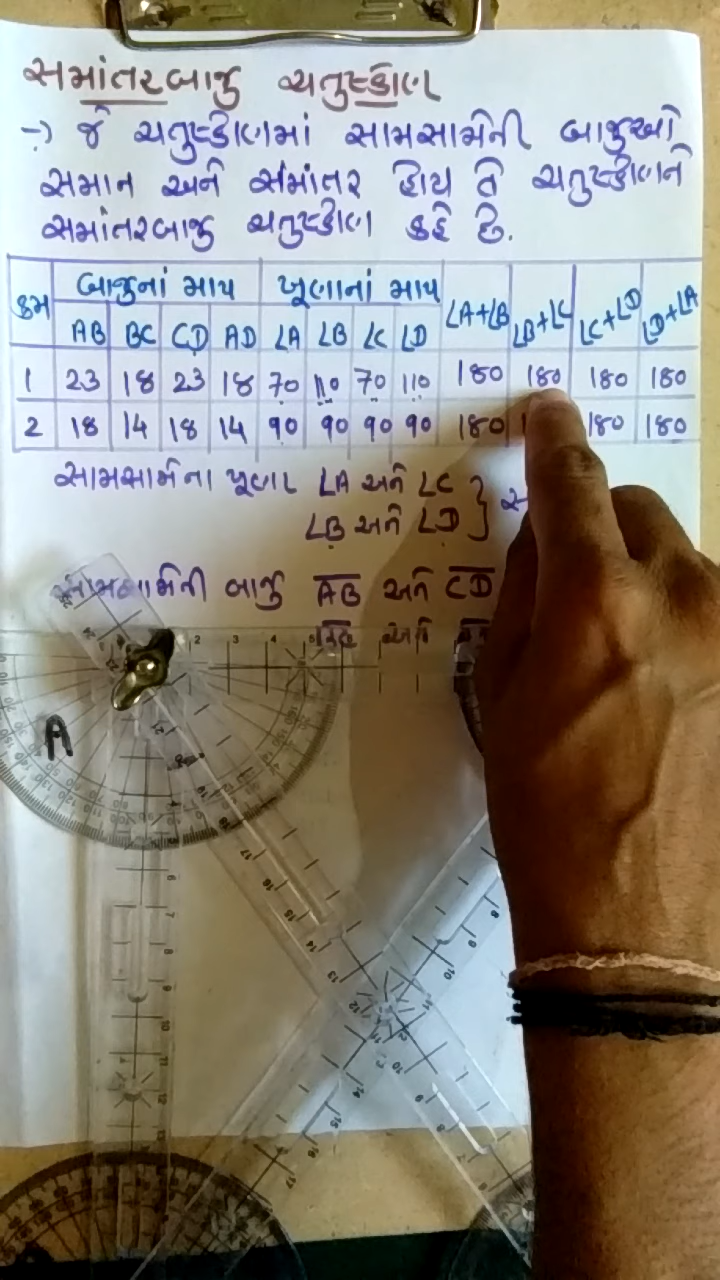 સમાંતરબાજુ ચતુષ્કોણ
→ જે ચતુષ્કોણમાં સામસામેની બાજુઓ
સમાન અને સંમાંતર હોય તે ચતુષ્કોણને
સમાંતરબાજુ ચતુષ્કોણ કહે છે.
ક્રમ બાજુનાં માપ ખૂણાનાં માપ ∠A+∠B ∠B+∠C ∠C+∠D ∠D+∠A
AB BC CD AD ∠A ∠B ∠C ∠D
1 23 18 23 18 70 110 70 110 180 180 180 180
2 18 14 18 14 90 90 90 90 180 180 180
સામસામેના ખૂણા ∠A અને ∠C
∠B અને ∠D
સામસામેની બાજુ AB અને CD
અને
A